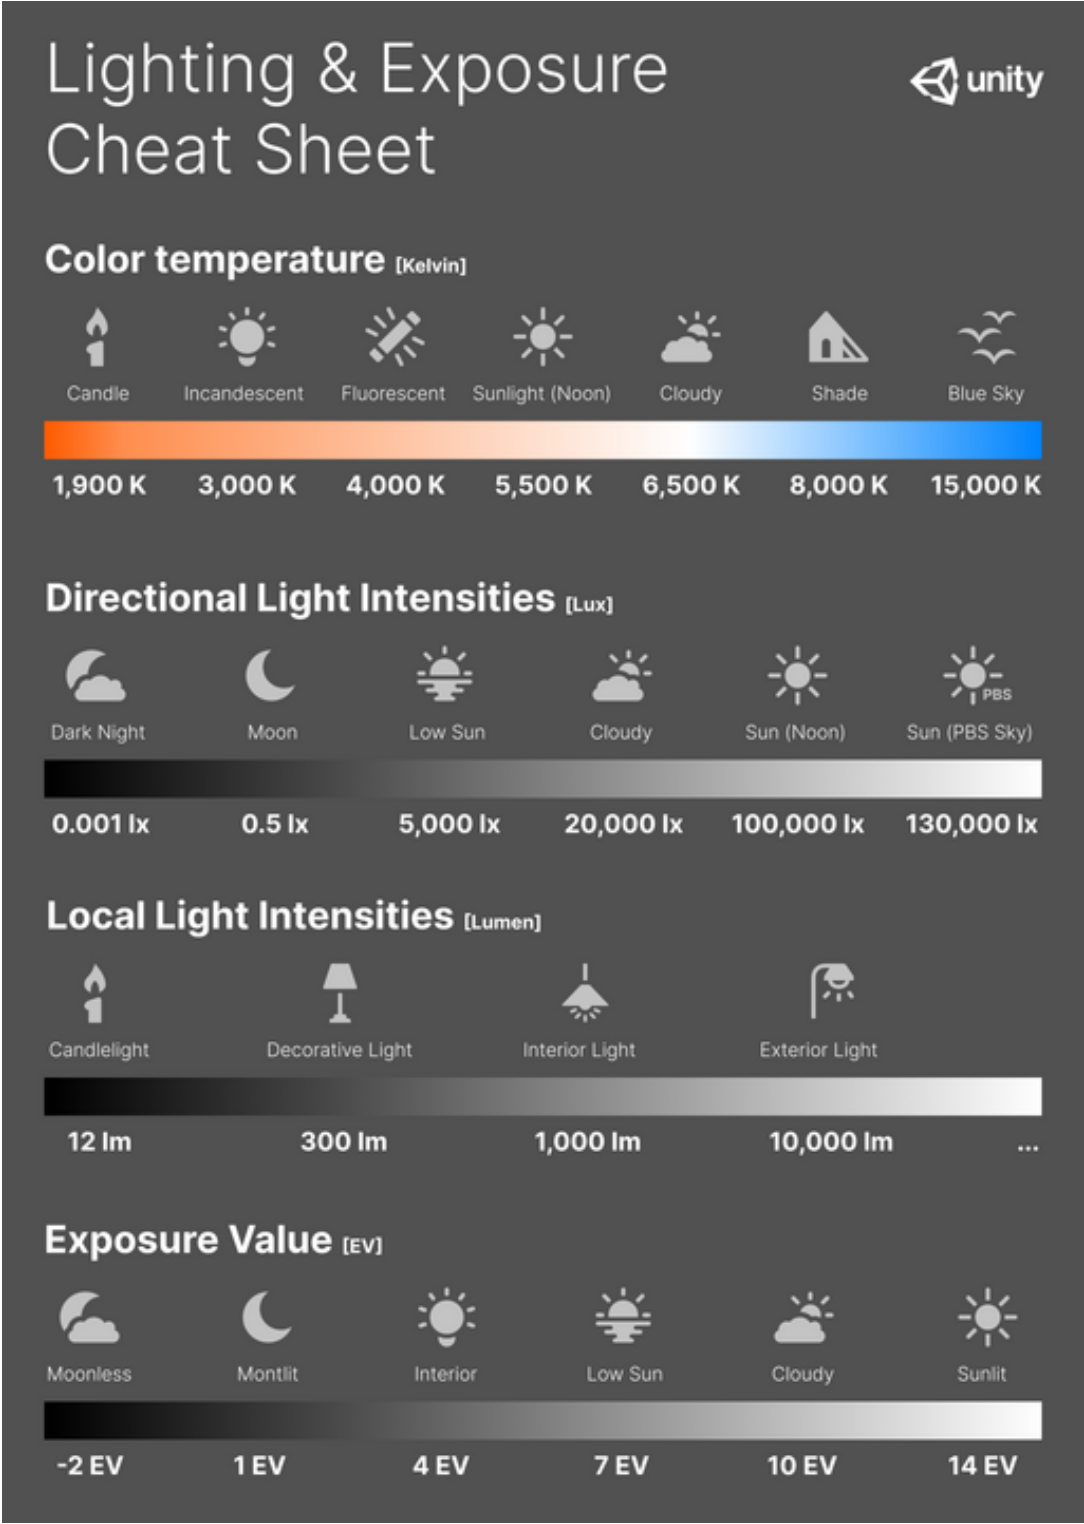 Lighting & Exposure
Cheat Sheet
unity
Color temperature [Kelvin]
Candle Incandescent Fluorescent Sunlight (Noon) Cloudy Shade Blue Sky
1,900 K 3,000 K 4,000 K 5,500 K 6,500 K 8,000 K 15,000 K
Directional Light Intensities [Lux]
PBS
Dark Night Moon Low Sun Cloudy Sun (Noon) Sun (PBS Sky)
0.001 lx 0.5 lx 5,000 lx 20,000 lx 100,000 lx 130,000 lx
Local Light Intensities [Lumen]
Candlelight Decorative Light Interior Light Exterior Light
12 lm 300 lm 1,000 lm 10,000 lm ...
Exposure Value [EV]
Moonless Montlit Interior Low Sun Cloudy Sunlit
-2 EV 1 EV 4 EV 7 EV 10 EV 14 EV